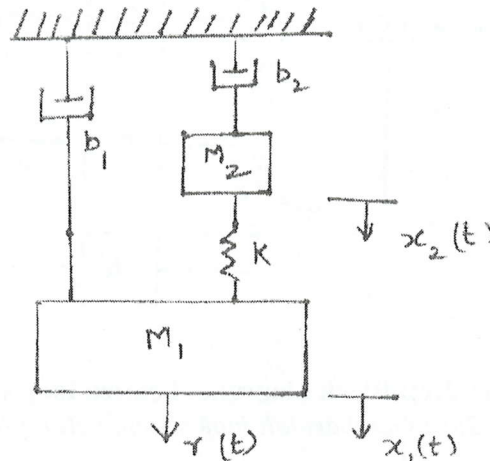 b₂
b₁
M₂
x₂(t)
K
M₁
r(t)
x₁(t)